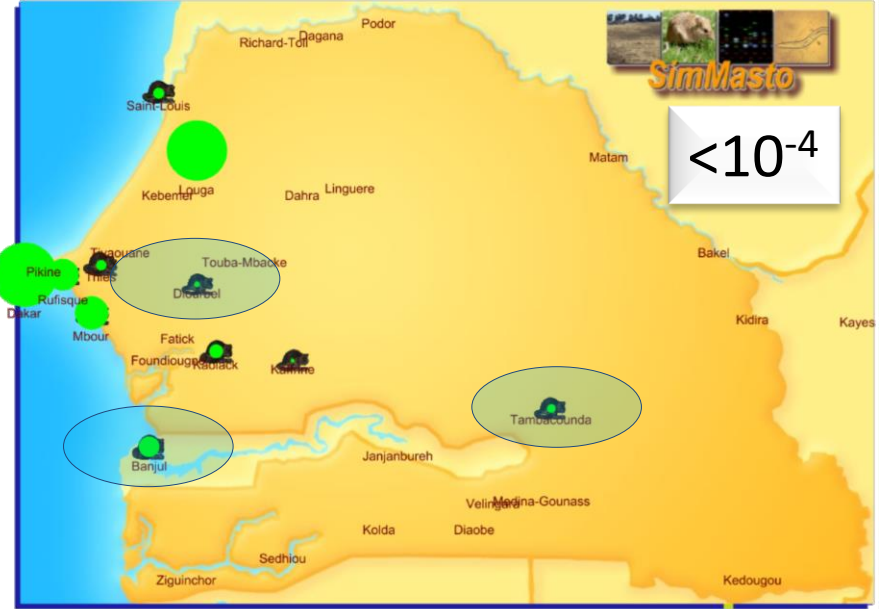 Podor
Dagana
Richard-Toll
SimMasto
Saint-Louis
<10-4
Matam
Louga
Kebemer
Dahra
Linguere
Tivaouane
Bakel
Touba-Mbacke
Pikine
Thies
Diourbel
Rufisque
Dakar
Kidira
Kayes
Mbour
Fatick
Foundiougne
Kaolack
Kaffrine
Tambacounda
Banjul
Janjanbureh
Velingara
Medina-Gounass
Kolda
Diaobe
Sedhiou
Ziguinchor
Kedougou